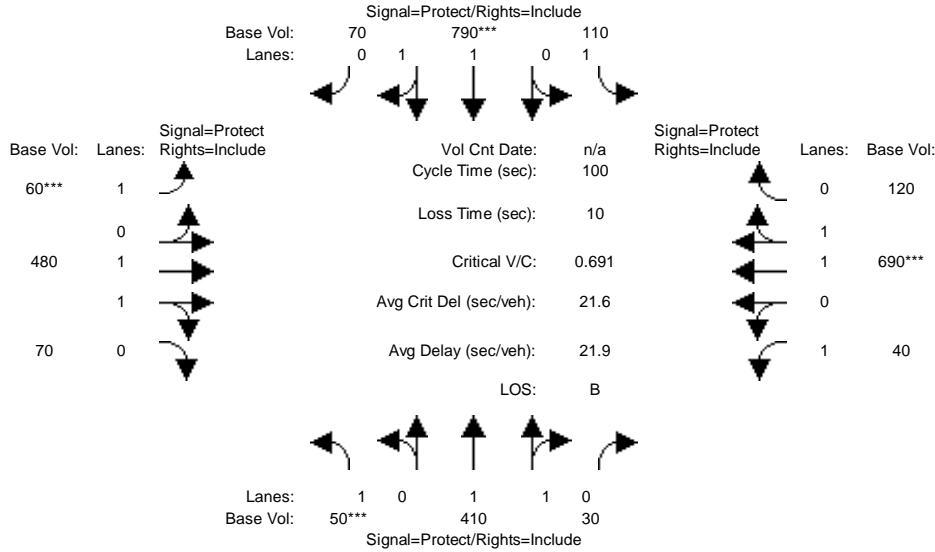 Signal=Protect/Rights=Include
Base Vol: 70 790*** 110
Lanes: 0 1 1 0 1
Signal=Protect Signal=Protect
Base Vol: Lanes: Rights=Include Vol Cnt Date: n/a Rights=Include Lanes: Base Vol:
Cycle Time (sec): 100
60*** 1 0 120
Loss Time (sec): 10
0 1
480 1 Critical V/C: 0.691 1 690***
1 Avg Crit Del (sec/veh): 21.6 0
70 0 Avg Delay (sec/veh): 21.9 1 40
LOS: B
Lanes: 1 0 1 1 0
Base Vol: 50*** 410 30
Signal=Protect/Rights=Include